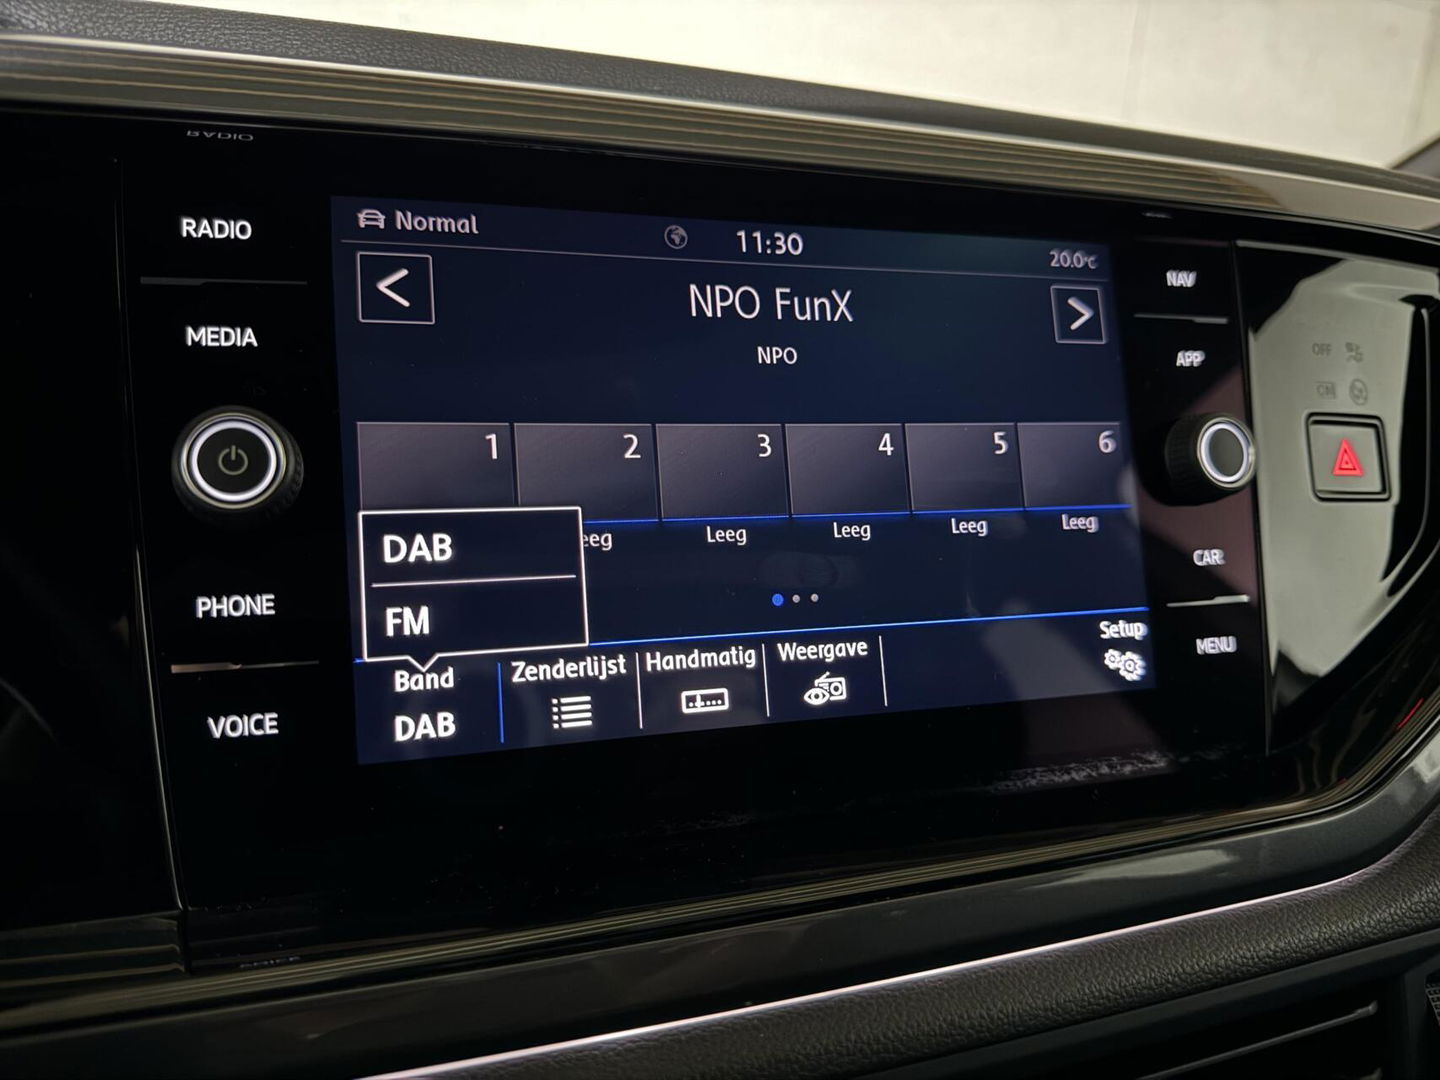 RADIO
MEDIA
PHONE
VOICE
Normal
11:30
20.0°C
<
NPO FunX
>
NPO
1 2 3 4 5 6
eeg Leeg Leeg Leeg Leeg
DAB
FM
Band
DAB
Zenderlijst
Handmatig
Weergave
Setup
NAV
APP
CAR
MENU
OFF